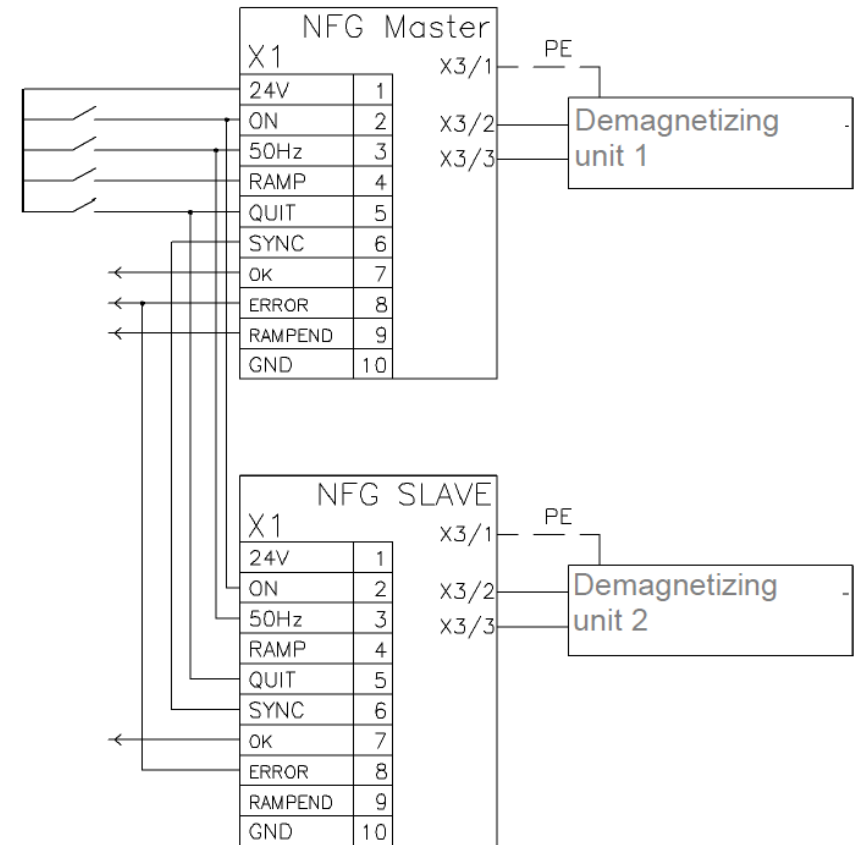 NFG Master
X1
X3/1
PE
24V 1
ON 2
X3/2
Demagnetizing
50Hz 3
X3/3
unit 1
RAMP 4
QUIT 5
SYNC 6
OK 7
ERROR 8
RAMPEND 9
GND 10
NFG SLAVE
X1
X3/1
PE
24V 1
ON 2
X3/2
Demagnetizing
50Hz 3
X3/3
unit 2
RAMP 4
QUIT 5
SYNC 6
OK 7
ERROR 8
RAMPEND 9
GND 10